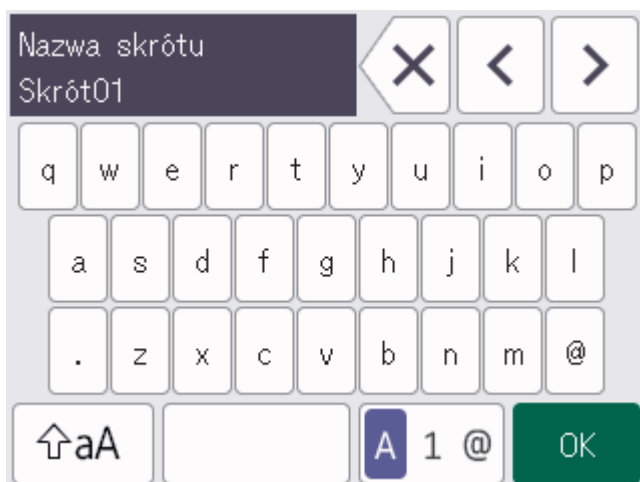 Nazwa skrótu
Skrót01
q w e r t y u i o p
a s d f g h j k l
. z x c v b n m @
aA A 1 @ OK